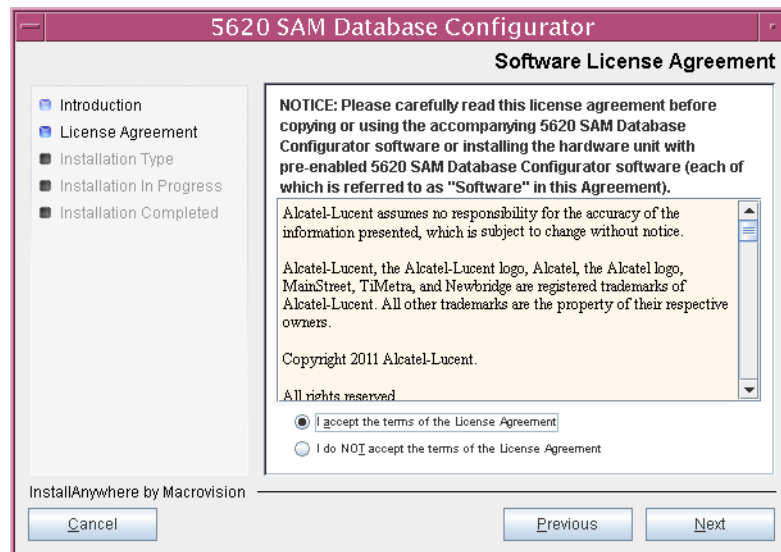 5620 SAM Database Configurator
Software License Agreement
Introduction
License Agreement
Installation Type
Installation In Progress
Installation Completed
NOTICE: Please carefully read this license agreement before
copying or using the accompanying 5620 SAM Database
Configurator software or installing the hardware unit with
pre-enabled 5620 SAM Database Configurator software (each of
which is referred to as "Software" in this Agreement).
Alcatel-Lucent assumes no responsibility for the accuracy of the
information presented, which is subject to change without notice.
Alcatel-Lucent, the Alcatel-Lucent logo, Alcatel, the Alcatel logo,
MainStreet, TiMetra, and Newbridge are registered trademarks of
Alcatel-Lucent. All other trademarks are the property of their respective
owners.
Copyright 2011 Alcatel-Lucent.
All rights reserved
I accept the terms of the License Agreement
I do NOT accept the terms of the License Agreement
InstallAnywhere by Macrovision
Cancel
Previous
Next